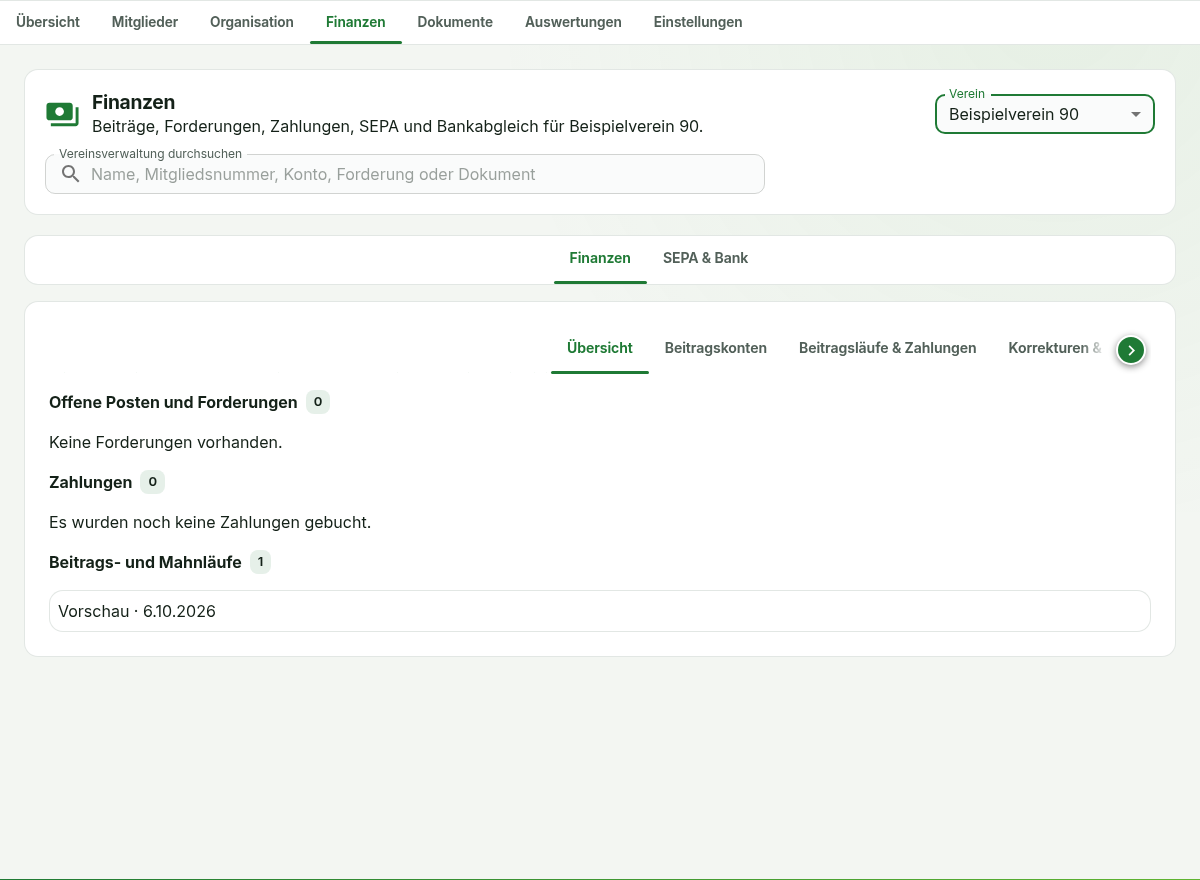 Übersicht Mitglieder Organisation Finanzen Dokumente Auswertungen Einstellungen
Finanzen
Beiträge, Forderungen, Zahlungen, SEPA und Bankabgleich für Beispielverein 90.
Verein
Beispielverein 90
Vereinsverwaltung durchsuchen
Name, Mitgliedsnummer, Konto, Forderung oder Dokument
Finanzen SEPA & Bank
Übersicht Beitragskonten Beitragsläufe & Zahlungen Korrekturen &
Offene Posten und Forderungen 0
Keine Forderungen vorhanden.
Zahlungen 0
Es wurden noch keine Zahlungen gebucht.
Beitrags- und Mahnläufe 1
Vorschau · 6.10.2026